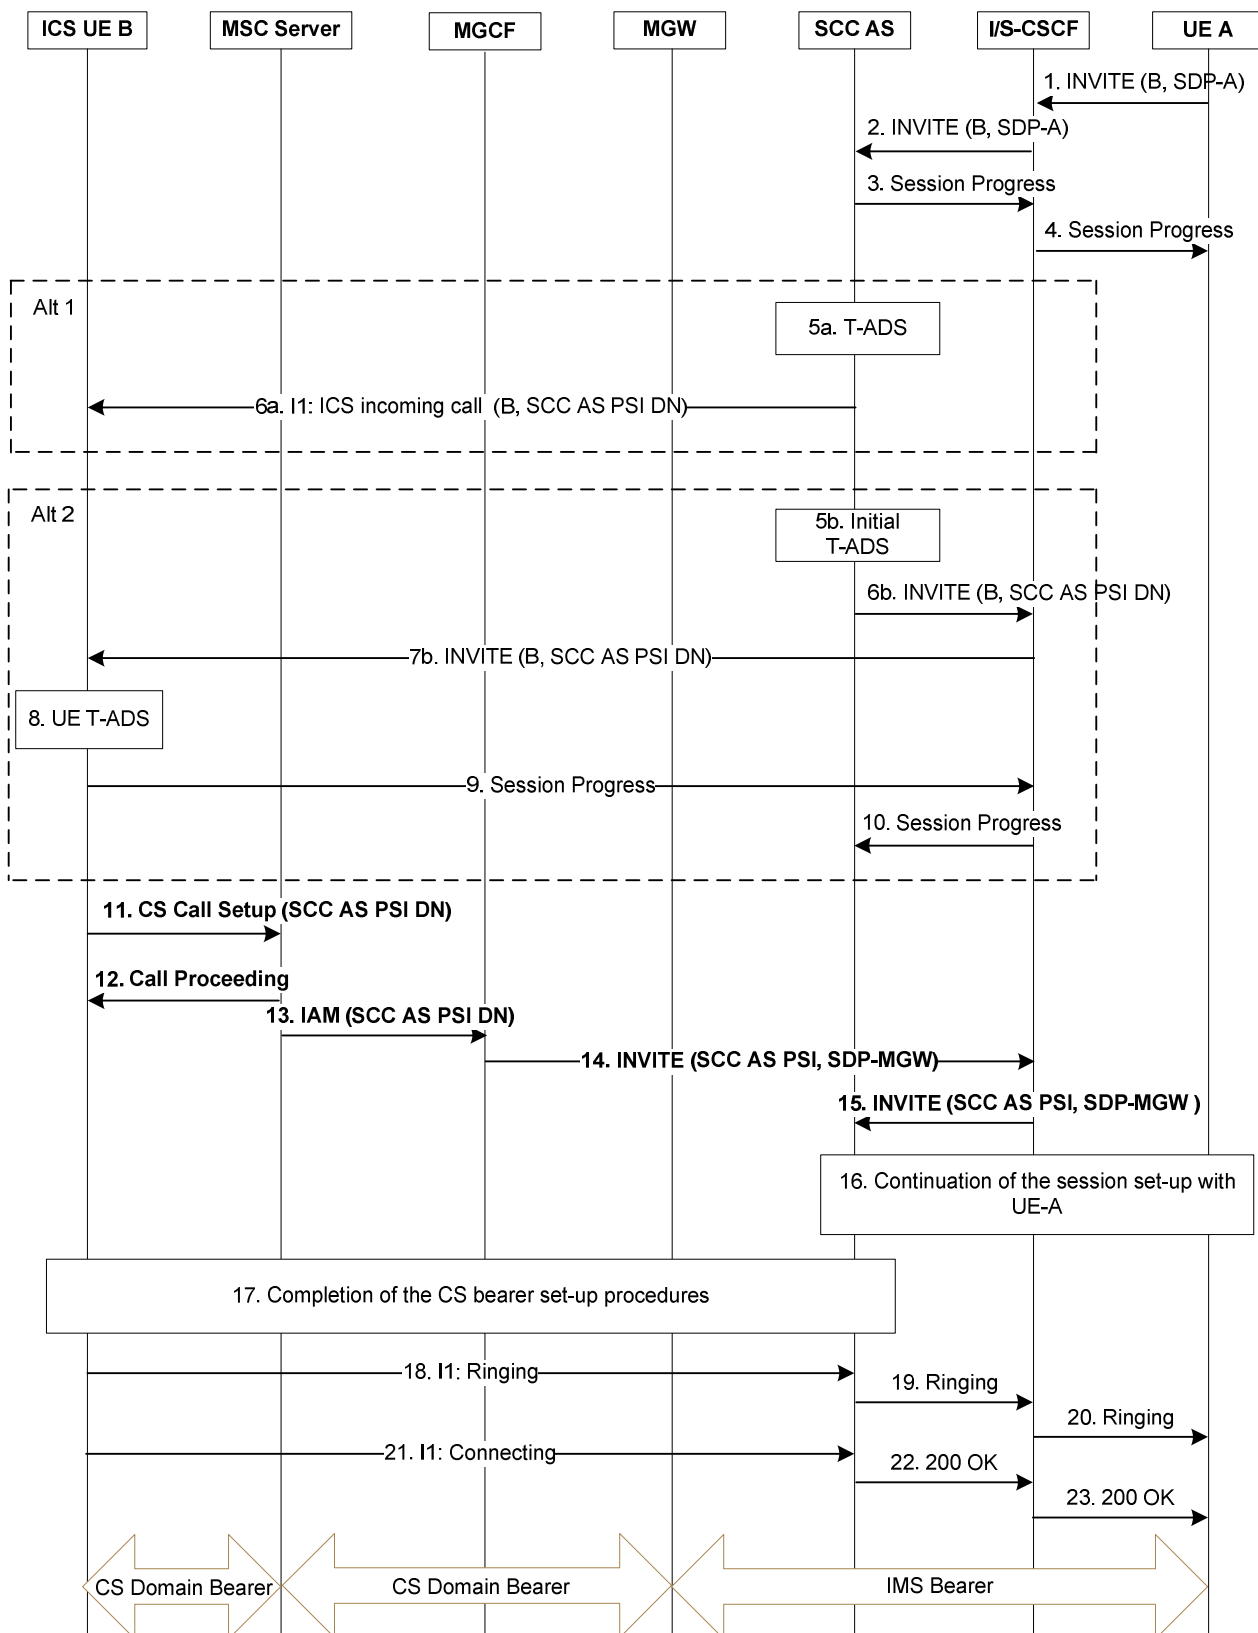 ICS UE B
MSC Server
MGCF
MGW
SCC AS
I/S-CSCF
UE A
1. INVITE (B, SDP-A)
2. INVITE (B, SDP-A)
3. Session Progress
4. Session Progress
Alt 1
5a. T-ADS
6a. I1: ICS incoming call (B, SCC AS PSI DN)
Alt 2
5b. Initial
T-ADS
6b. INVITE (B, SCC AS PSI DN)
7b. INVITE (B, SCC AS PSI DN)
8. UE T-ADS
9. Session Progress
10. Session Progress
11. CS Call Setup (SCC AS PSI DN)
12. Call Proceeding
13. IAM (SCC AS PSI DN)
14. INVITE (SCC AS PSI, SDP-MGW)
15. INVITE (SCC AS PSI, SDP-MGW )
16. Continuation of the session set-up with
UE-A
17. Completion of the CS bearer set-up procedures
18. I1: Ringing
19. Ringing
20. Ringing
21. I1: Connecting
22. 200 OK
23. 200 OK
CS Domain Bearer
CS Domain Bearer
IMS Bearer